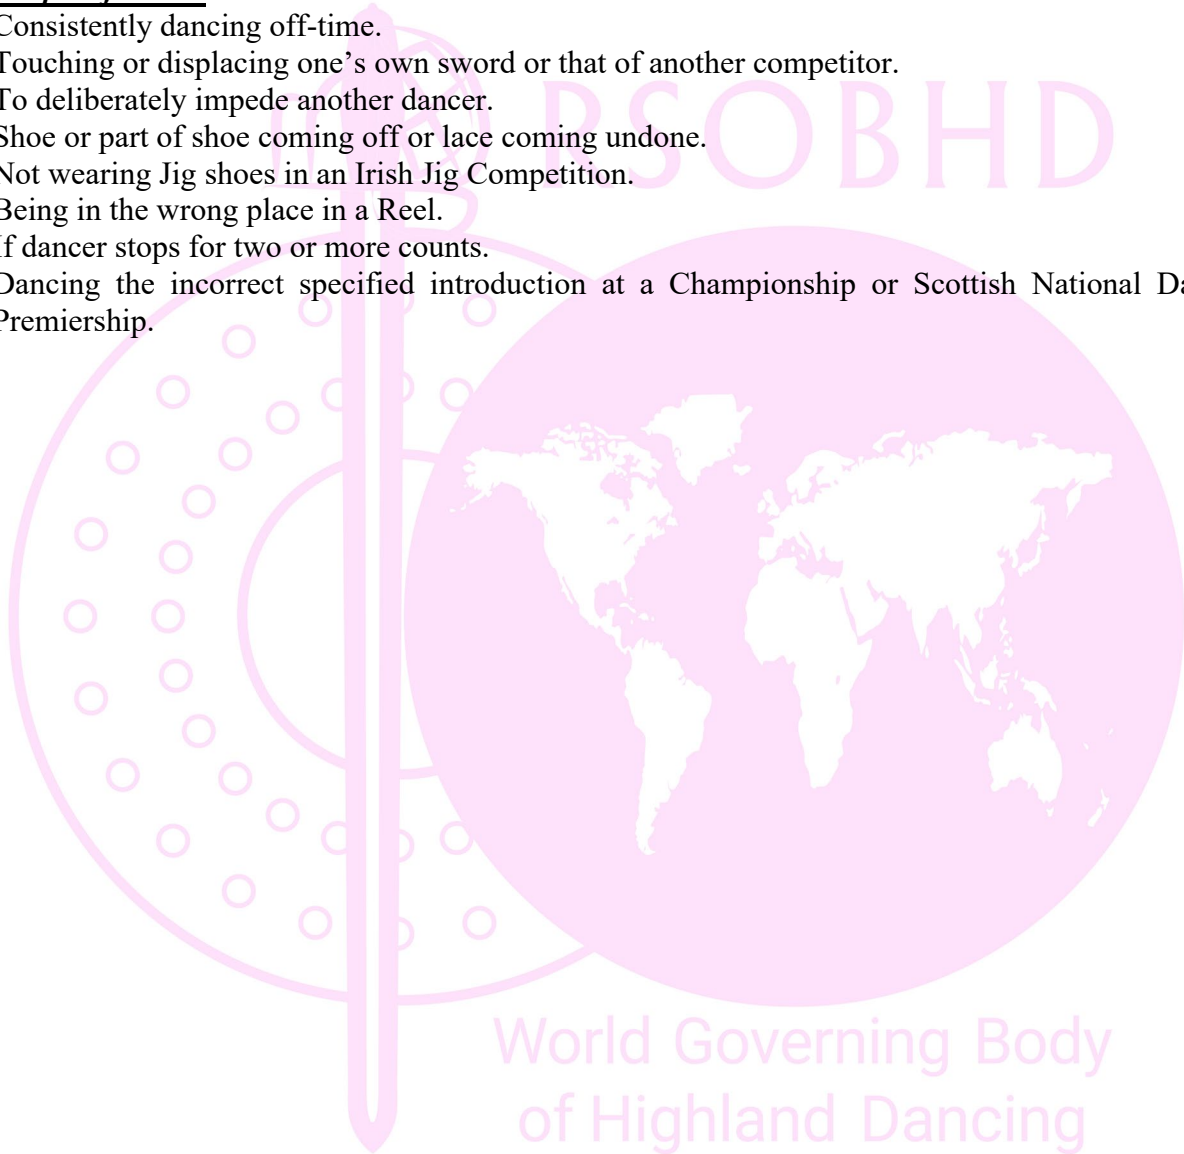 Consistently dancing off-time.
Touching or displacing one’s own sword or that of another competitor.
To deliberately impede another dancer.
Shoe or part of shoe coming off or lace coming undone.
Not wearing Jig shoes in an Irish Jig Competition.
Being in the wrong place in a Reel.
If dancer stops for two or more counts.
Dancing the incorrect specified introduction at a Championship or Scottish National
Premiership.
RSOBHD
World Governing Body
of Highland Dancing